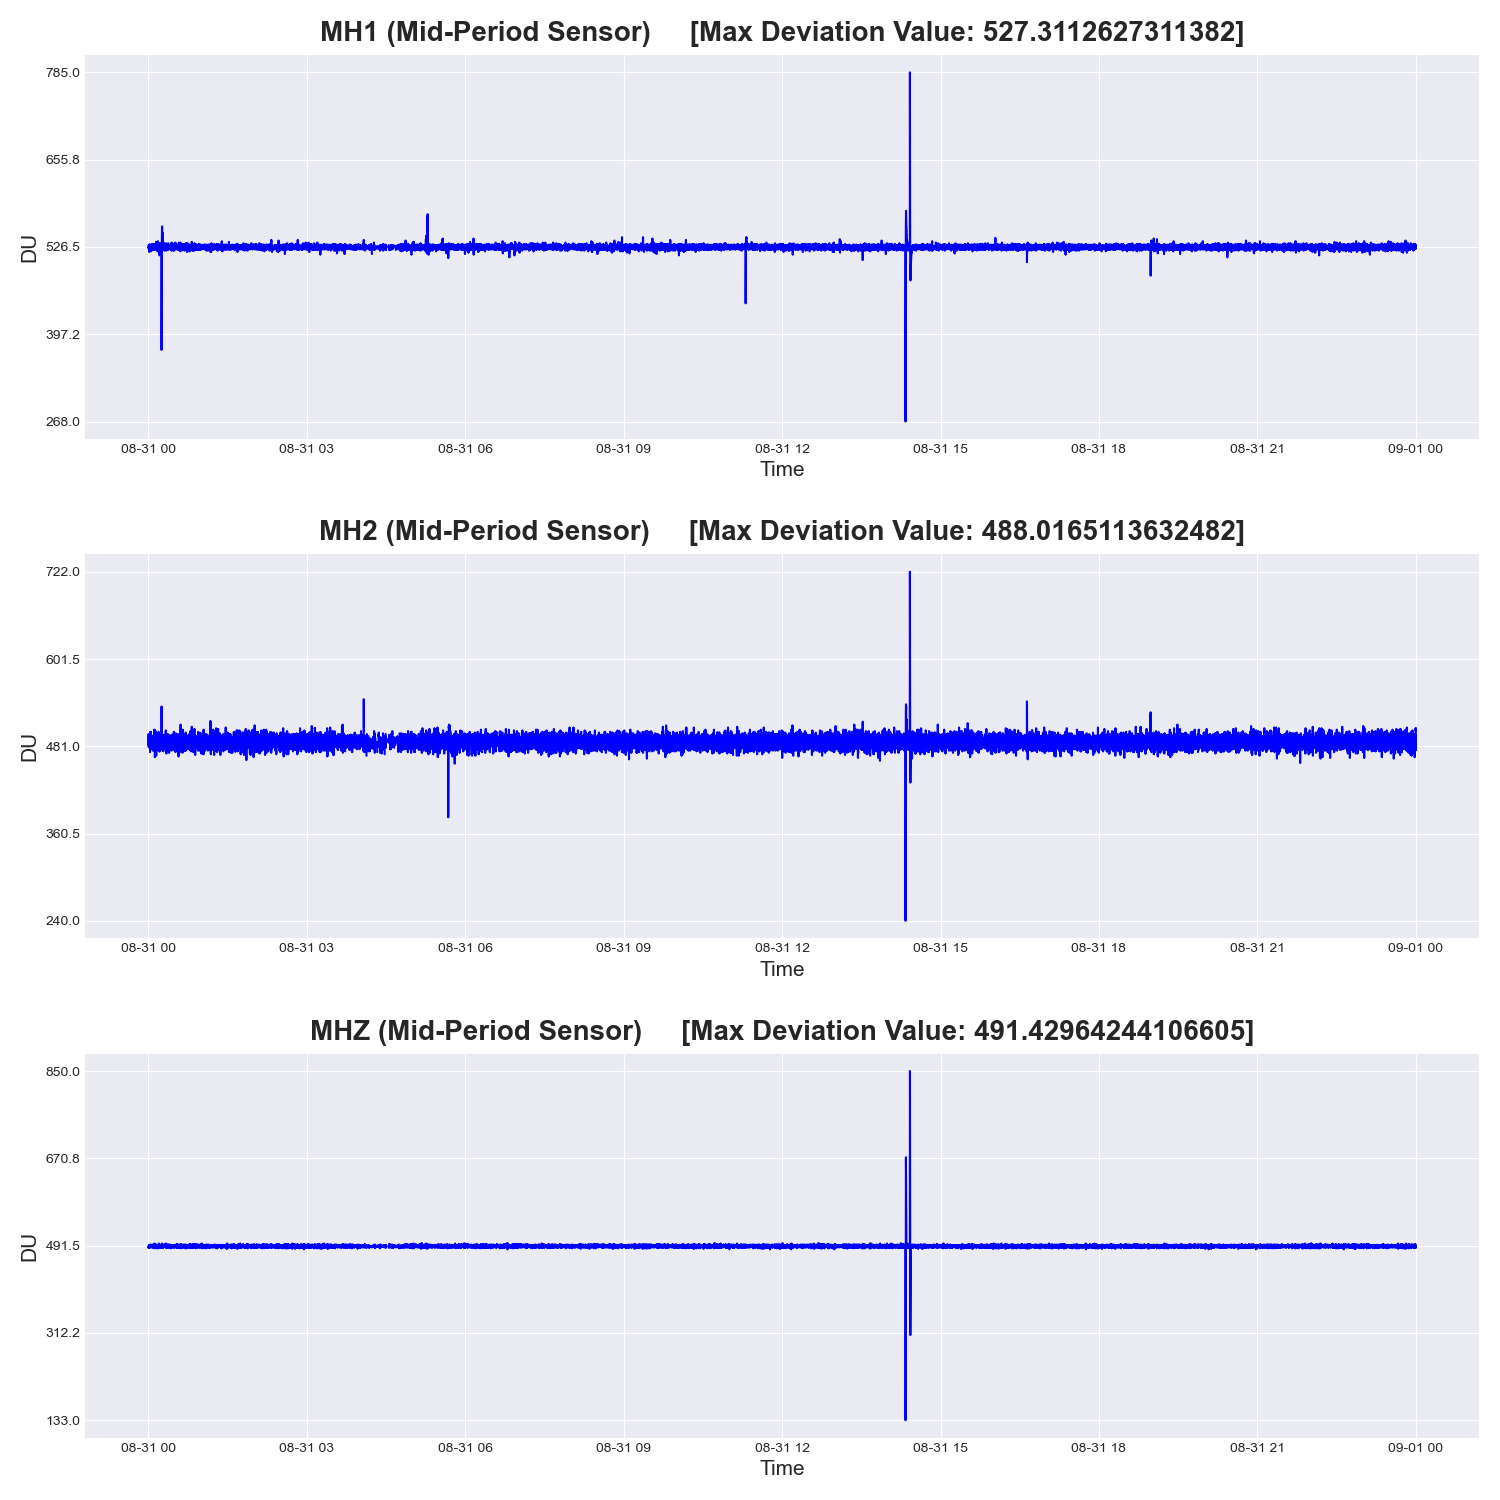 MH1 (Mid-Period Sensor) [Max Deviation Value: 527.3112627311382]
785.0
655.8
526.5
397.2
268.0
DU
08-31 00 08-31 03 08-31 06 08-31 09 08-31 12 08-31 15 08-31 18 08-31 21 09-01 00
Time
MH2 (Mid-Period Sensor) [Max Deviation Value: 488.0165113632482]
722.0
601.5
481.0
360.5
240.0
DU
08-31 00 08-31 03 08-31 06 08-31 09 08-31 12 08-31 15 08-31 18 08-31 21 09-01 00
Time
MHZ (Mid-Period Sensor) [Max Deviation Value: 491.42964244106605]
850.0
670.8
491.5
312.2
133.0
DU
08-31 00 08-31 03 08-31 06 08-31 09 08-31 12 08-31 15 08-31 18 08-31 21 09-01 00
Time